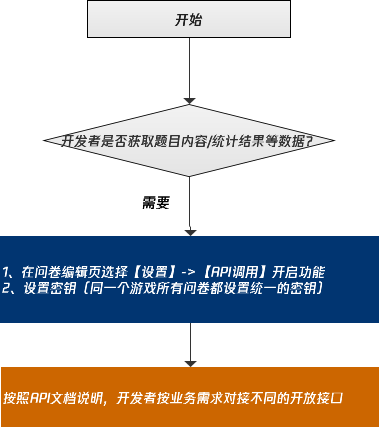 开始
开发者是否获取题目内容/统计结果等数据?
需要
1、在问卷编辑页选择【设置】->【API调用】开启功能
2、设置密钥（同一个游戏所有问卷都设置统一的密钥）
按照API文档说明，开发者按业务需求对接不同的开放接口